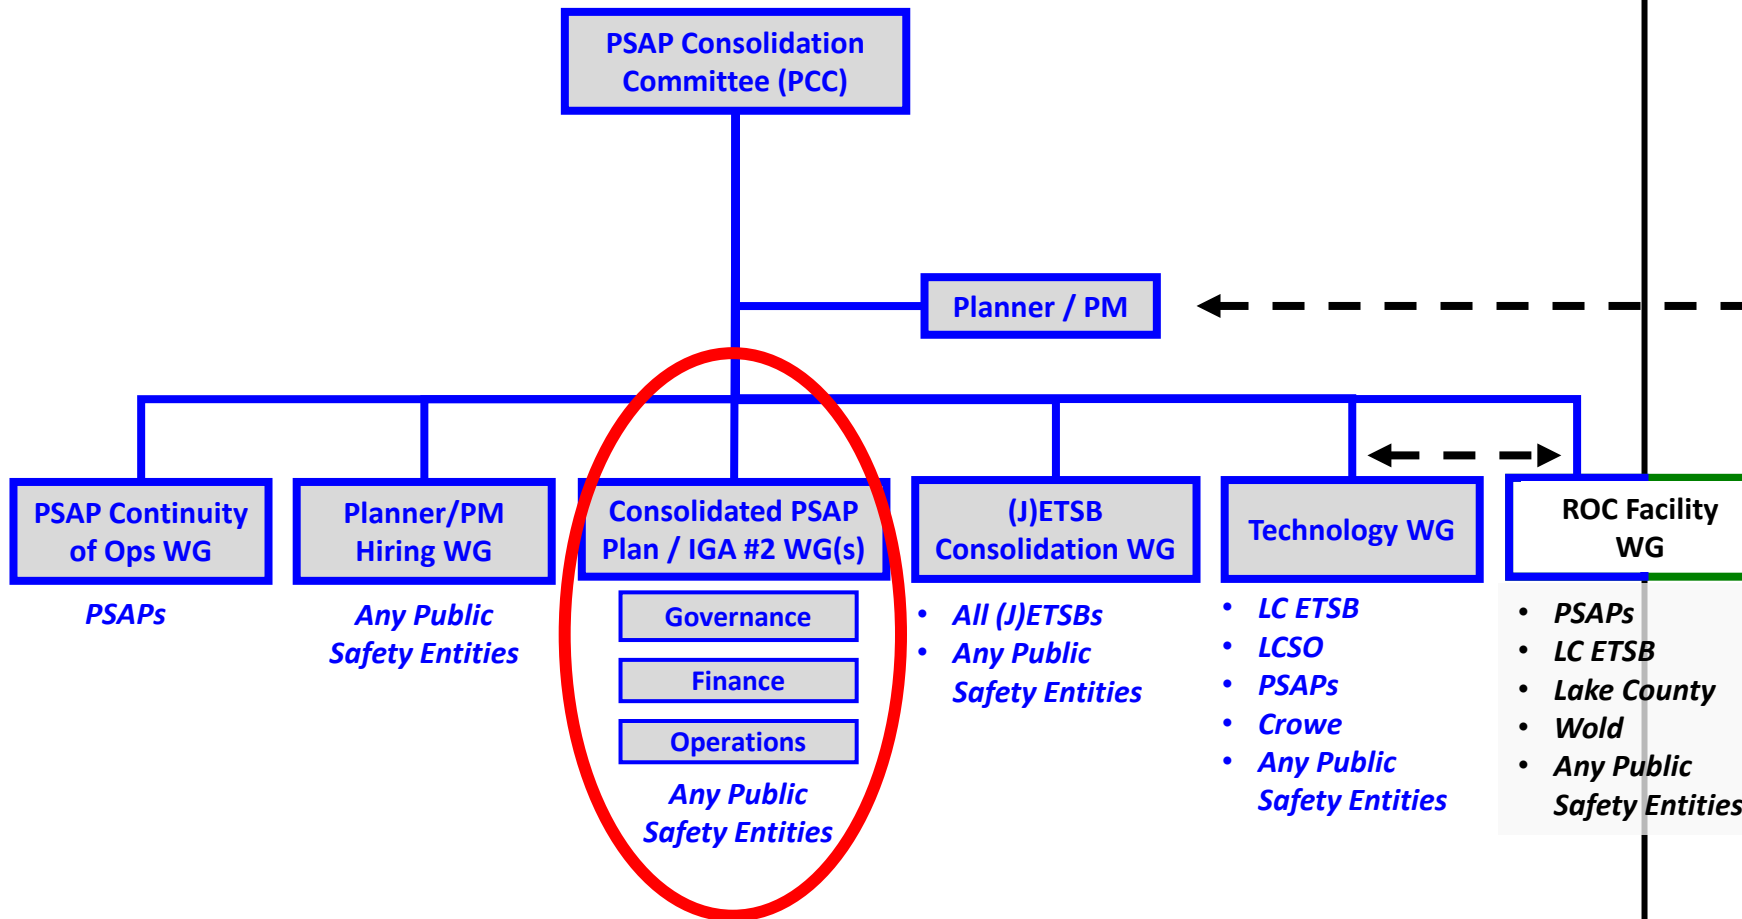 PSAP Consolidation
Committee (PCC)
Planner / PM
PSAP Continuity
of Ops WG
PSAPs
Planner/PM
Hiring WG
Any Public
Safety Entities
Consolidated PSAP
Plan / IGA #2 WG(s)
Governance
Finance
Operations
Any Public
Safety Entities
(J)ETSB
Consolidation WG
• All (J)ETSBs
• Any Public
Safety Entities
Technology WG
• LC ETSB
• LCSO
• PSAPs
• Crowe
• Any Public
Safety Entities
ROC Facility
WG
• PSAPs
• LC ETSB
• Lake County
• Wold
• Any Public
Safety Entities